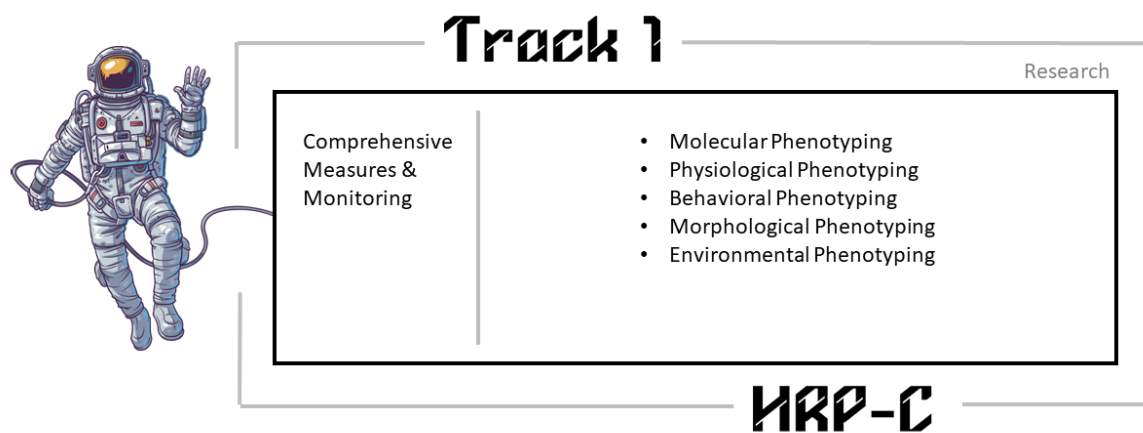 Track 1
Research
Comprehensive
Measures &
Monitoring
• Molecular Phenotyping
• Physiological Phenotyping
• Behavioral Phenotyping
• Morphological Phenotyping
• Environmental Phenotyping
HRP-C